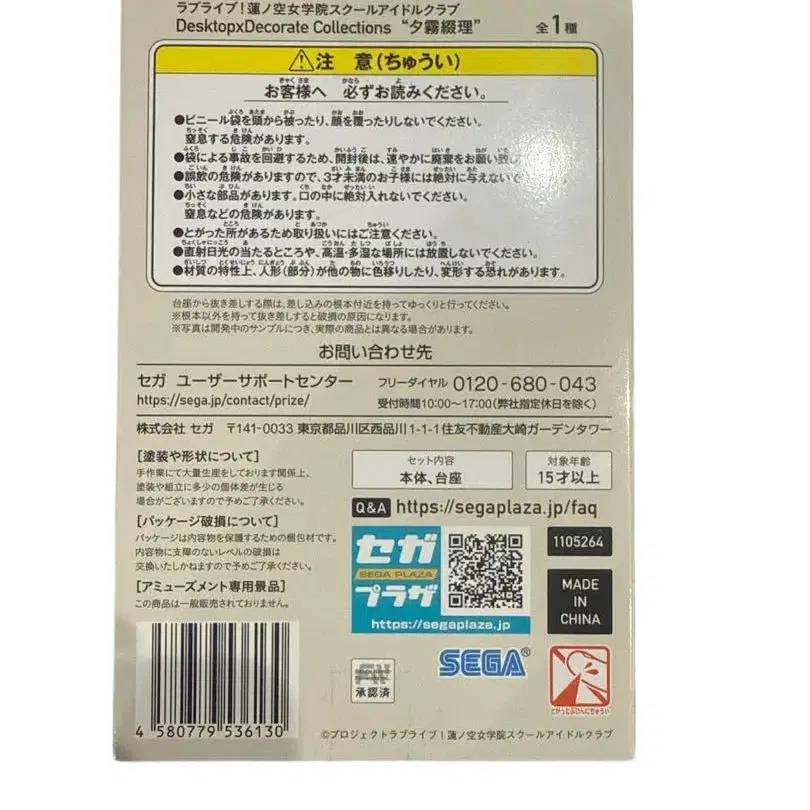 ラブライブ!蓮ノ空女学院スクールアイドルクラブ
DesktopxDecorate Collections “夕霧綴理”
全1種
⚠注 意(ちゅうい)
お客様へ 必ずお読みください。
●ビニール袋を頭から被ったり、顔を覆ったりしないでください。
窒息する危険があります。
●袋による事故を回避するため、開封後は、速やかに廃棄をお願い致し
●誤飲の危険がありますので、3才未満のお子様には絶対に与えないで
●小さな部品があります。口の中に絶対入れないでください。
窒息などの危険があります。
●とがった所があるため取り扱いにはご注意ください。
●直射日光の当たるところや、高温・多湿な場所には放置しないでください。
●材質の特性上、人形(部分)が他の物に色移りしたり、変形する恐れがあります。
台座から抜き差しする際は、差し込みの根本付近を持ってゆっくりと行ってください。
※根本以外を持って抜き差しすると破損の原因になります。
※写真は開発中のサンプルにつき、実際の商品とは異なる場合があります。
お問い合わせ先
セガ ユーザーサポートセンター
フリーダイヤル 0120-680-043
https://sega.jp/contact/prize/
受付時間10:00〜17:00(弊社指定休日を除く)
株式会社 セガ 〒141-0033 東京都品川区西品川1-1-1住友不動産大崎ガーデンタワー
[塗装や形状について]
手作業にて大量生産をしております関係上、
塗装や組立に多少の個体差が生じる
場合がございますので予めご了承ください。
[パッケージ破損について]
パッケージは内容物を保護するための梱包材です。
内容物に支障のないレベルの破損は
交換いたしかねますので予めご了承ください。
[アミューズメント専用景品]
この商品は一般販売されておりません。
セット内容
本体、台座
対象年齢
15才以上
Q&A https://segaplaza.jp/faq
セガ
SEGA PLAZA
プラザ
https://segaplaza.jp
1105264
MADE
IN
CHINA
4 580779 536130
承認済
SEGA®
とがったぶひんにちゅうい
©プロジェクトラブライブ!蓮ノ空女学院スクールアイドルクラブ